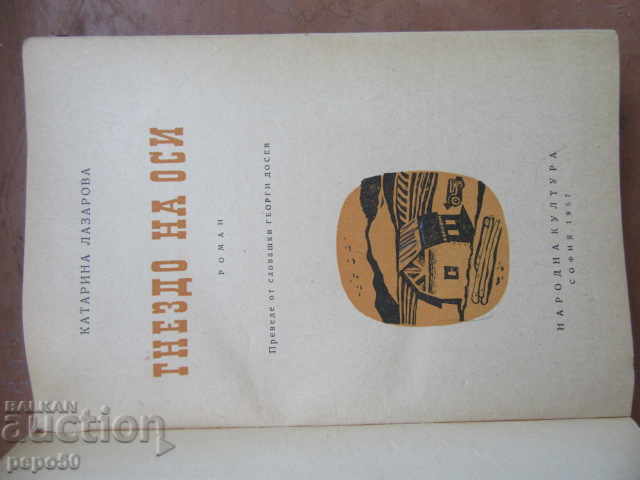 КАТАРИНА ЛАЗАРОВА
ГНЕЗДО НА ОСИ
РОМАН
Преведе от словашки ГЕОРГИ ДОСЕВ
НАРОДНА КУЛТУРА
СОФИЯ 1957
BALKAN
auction
pepo50